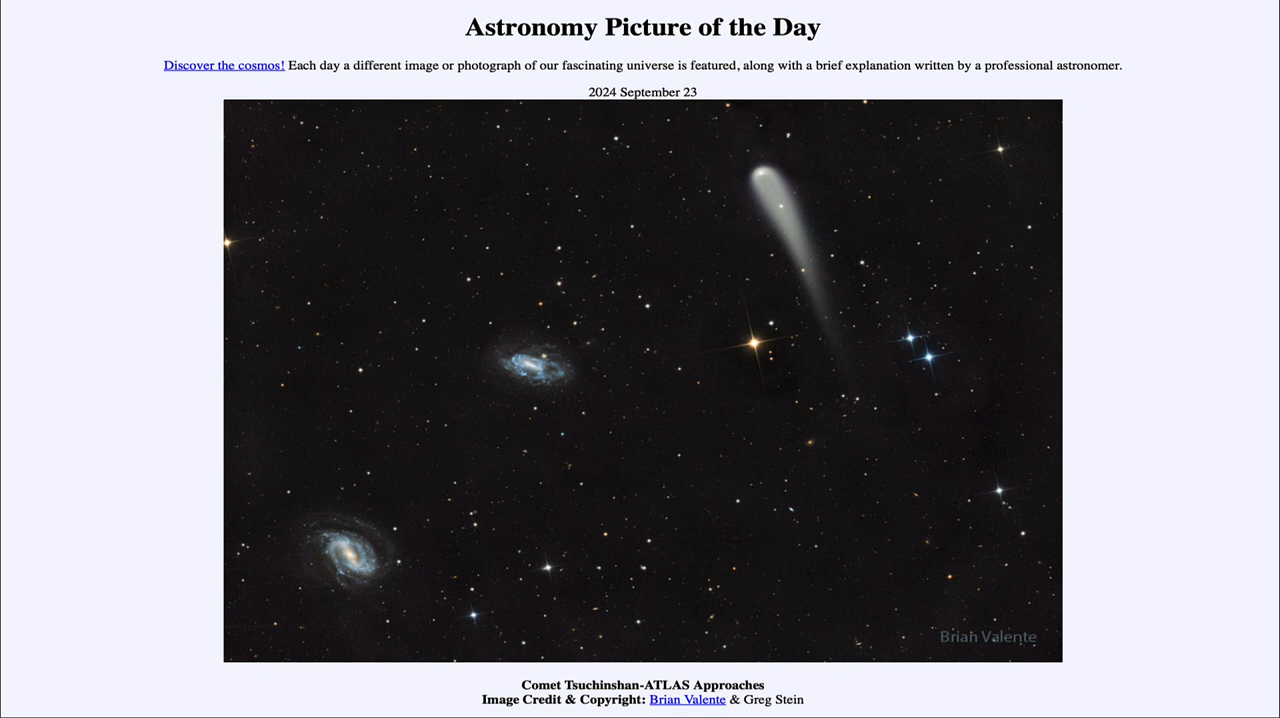 Astronomy Picture of the Day
Discover the cosmos! Each day a different image or photograph of our fascinating universe is featured, along with a brief explanation written by a professional astronomer.
2024 September 23
Brian Valente
Comet Tsuchinshan-ATLAS Approaches
Image Credit & Copyright: Brian Valente & Greg Stein